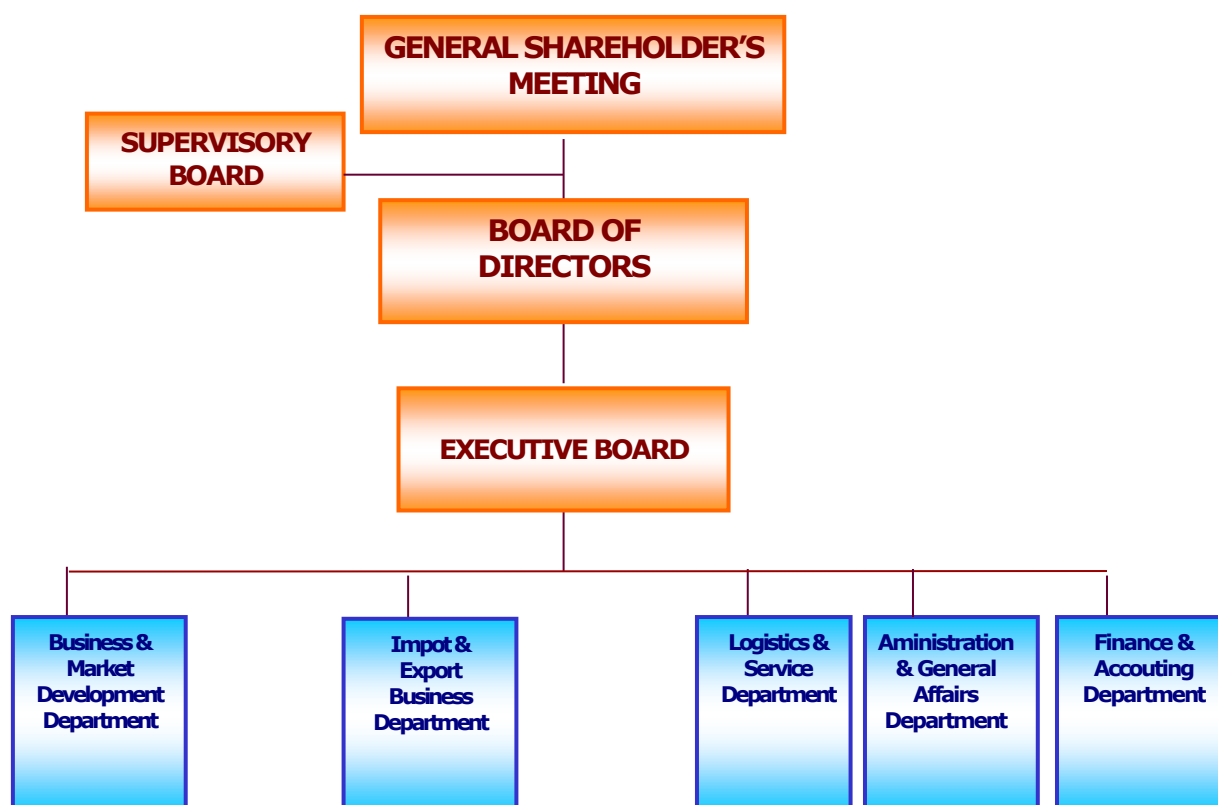 GENERAL SHAREHOLDER’S
MEETING
SUPERVISORY
BOARD
BOARD OF
DIRECTORS
EXECUTIVE BOARD
Business &
Market
Development
Department
Impot &
Export
Business
Department
Logistics &
Service
Department
Aministration
& General
Affairs
Department
Finance &
Accouting
Department